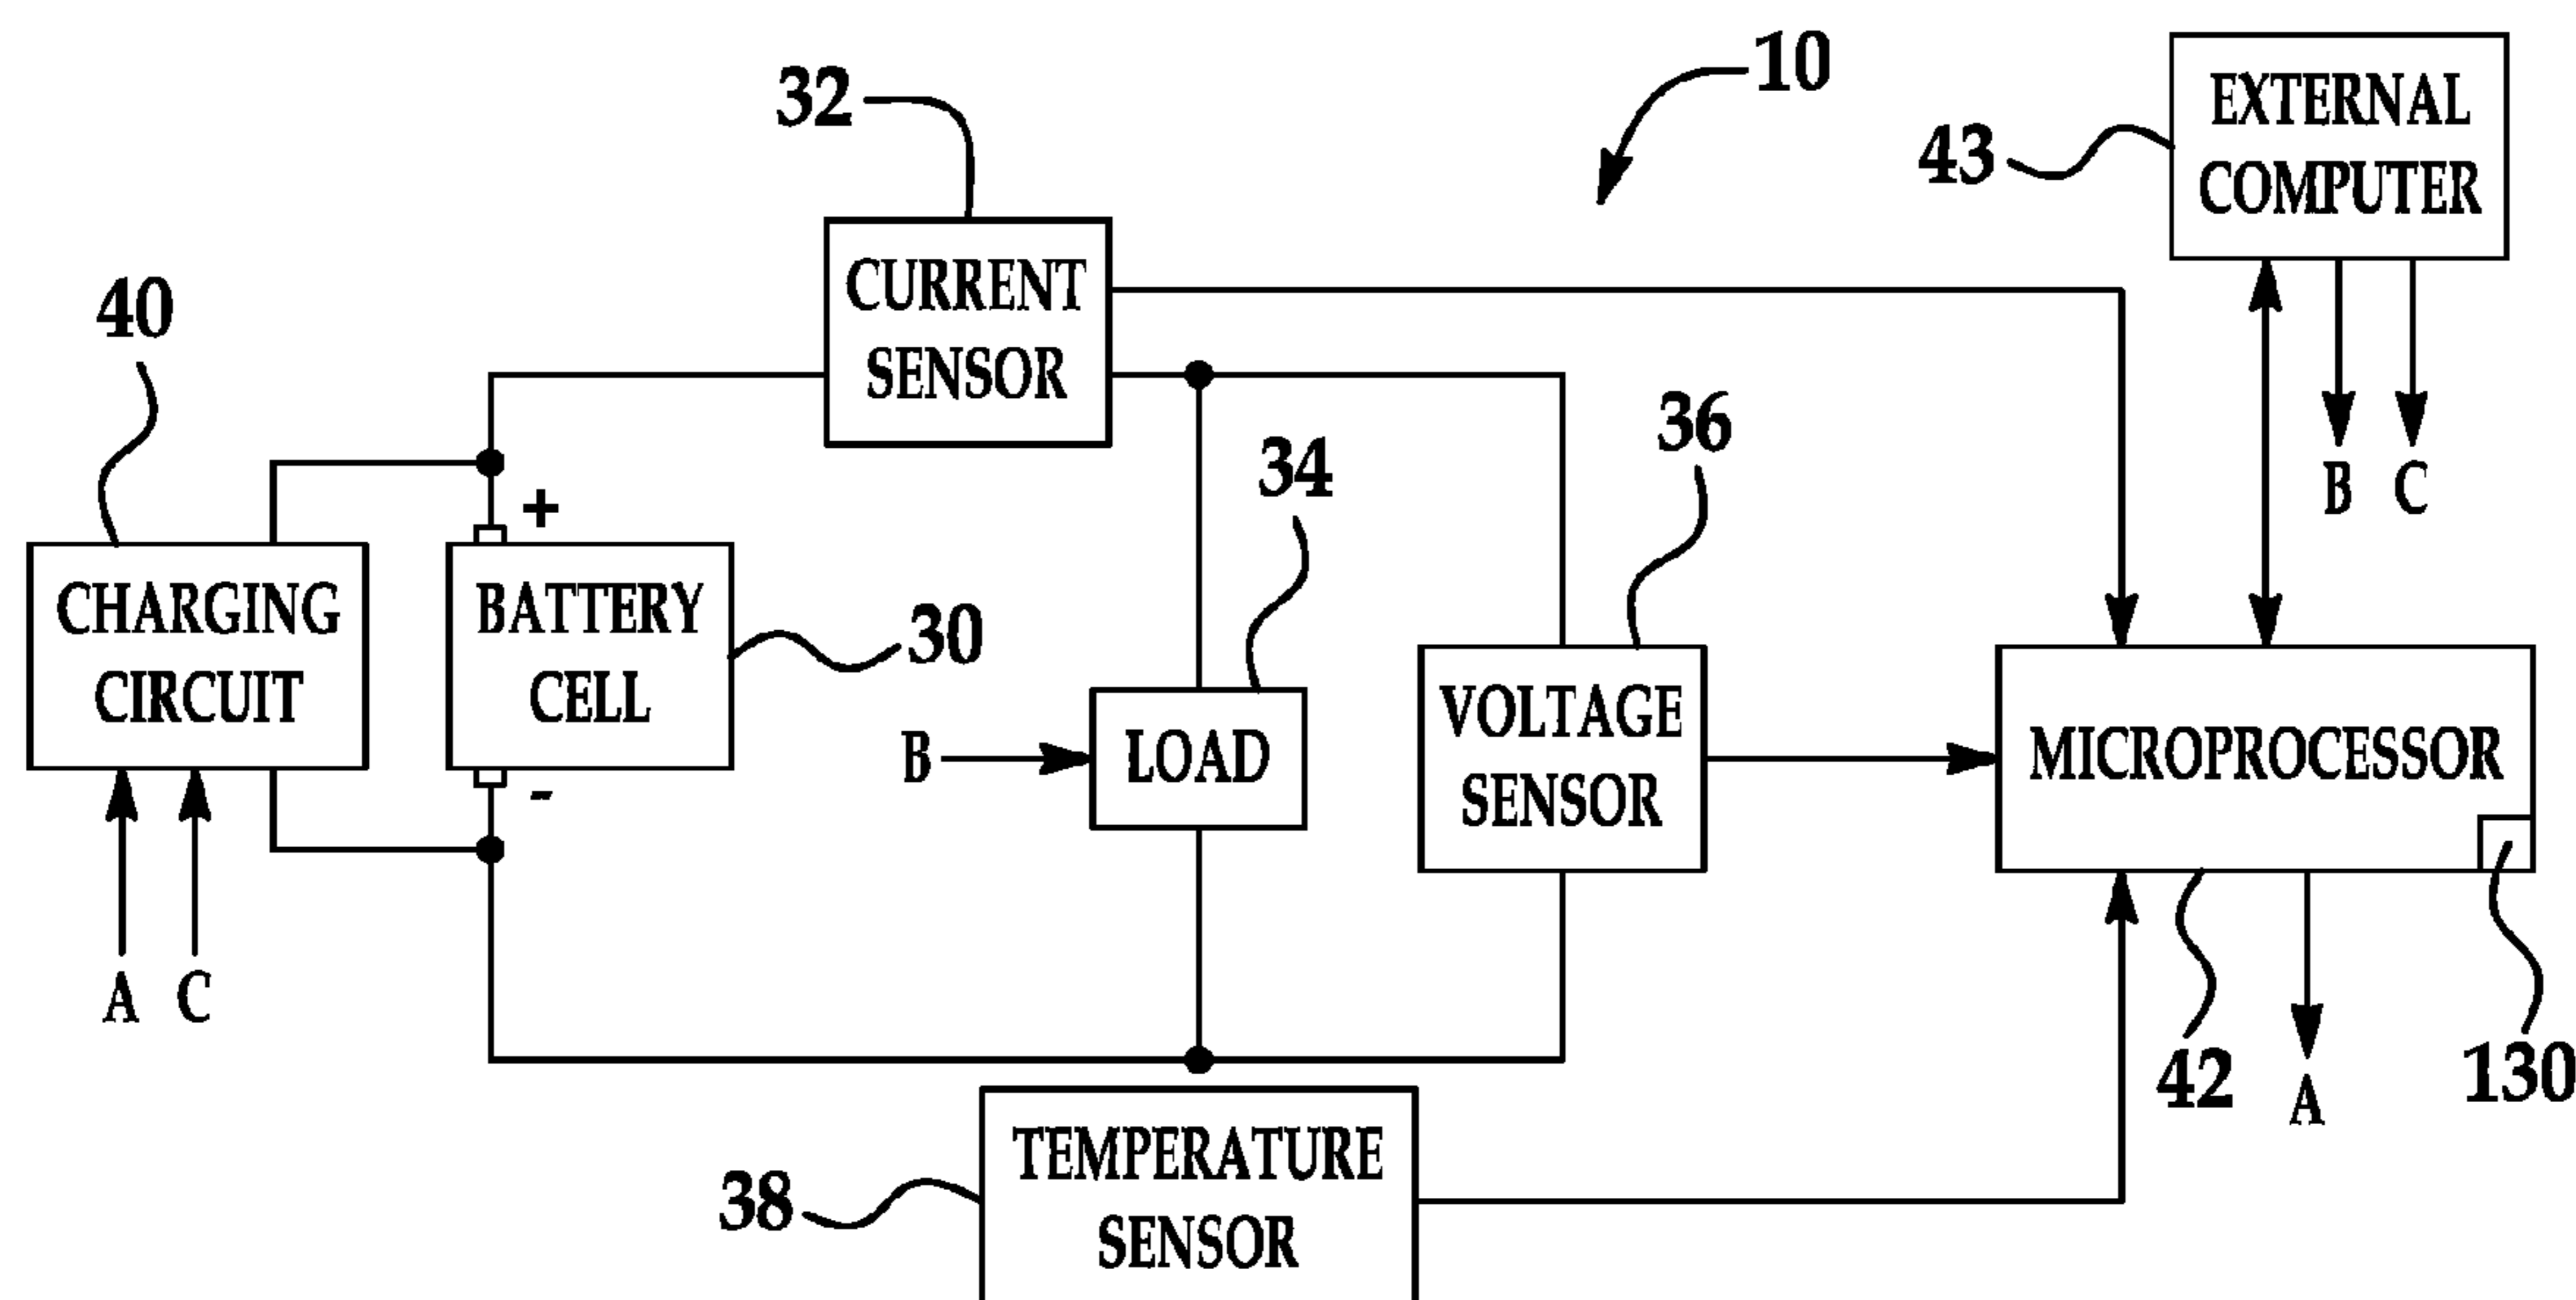 10
32
43
EXTERNAL
COMPUTER
CURRENT
SENSOR
40
36
34
B C
+
CHARGING
CIRCUIT
BATTERY
CELL
30
B
LOAD
VOLTAGE
SENSOR
MICROPROCESSOR
-
A C
42
A
130
38
TEMPERATURE
SENSOR